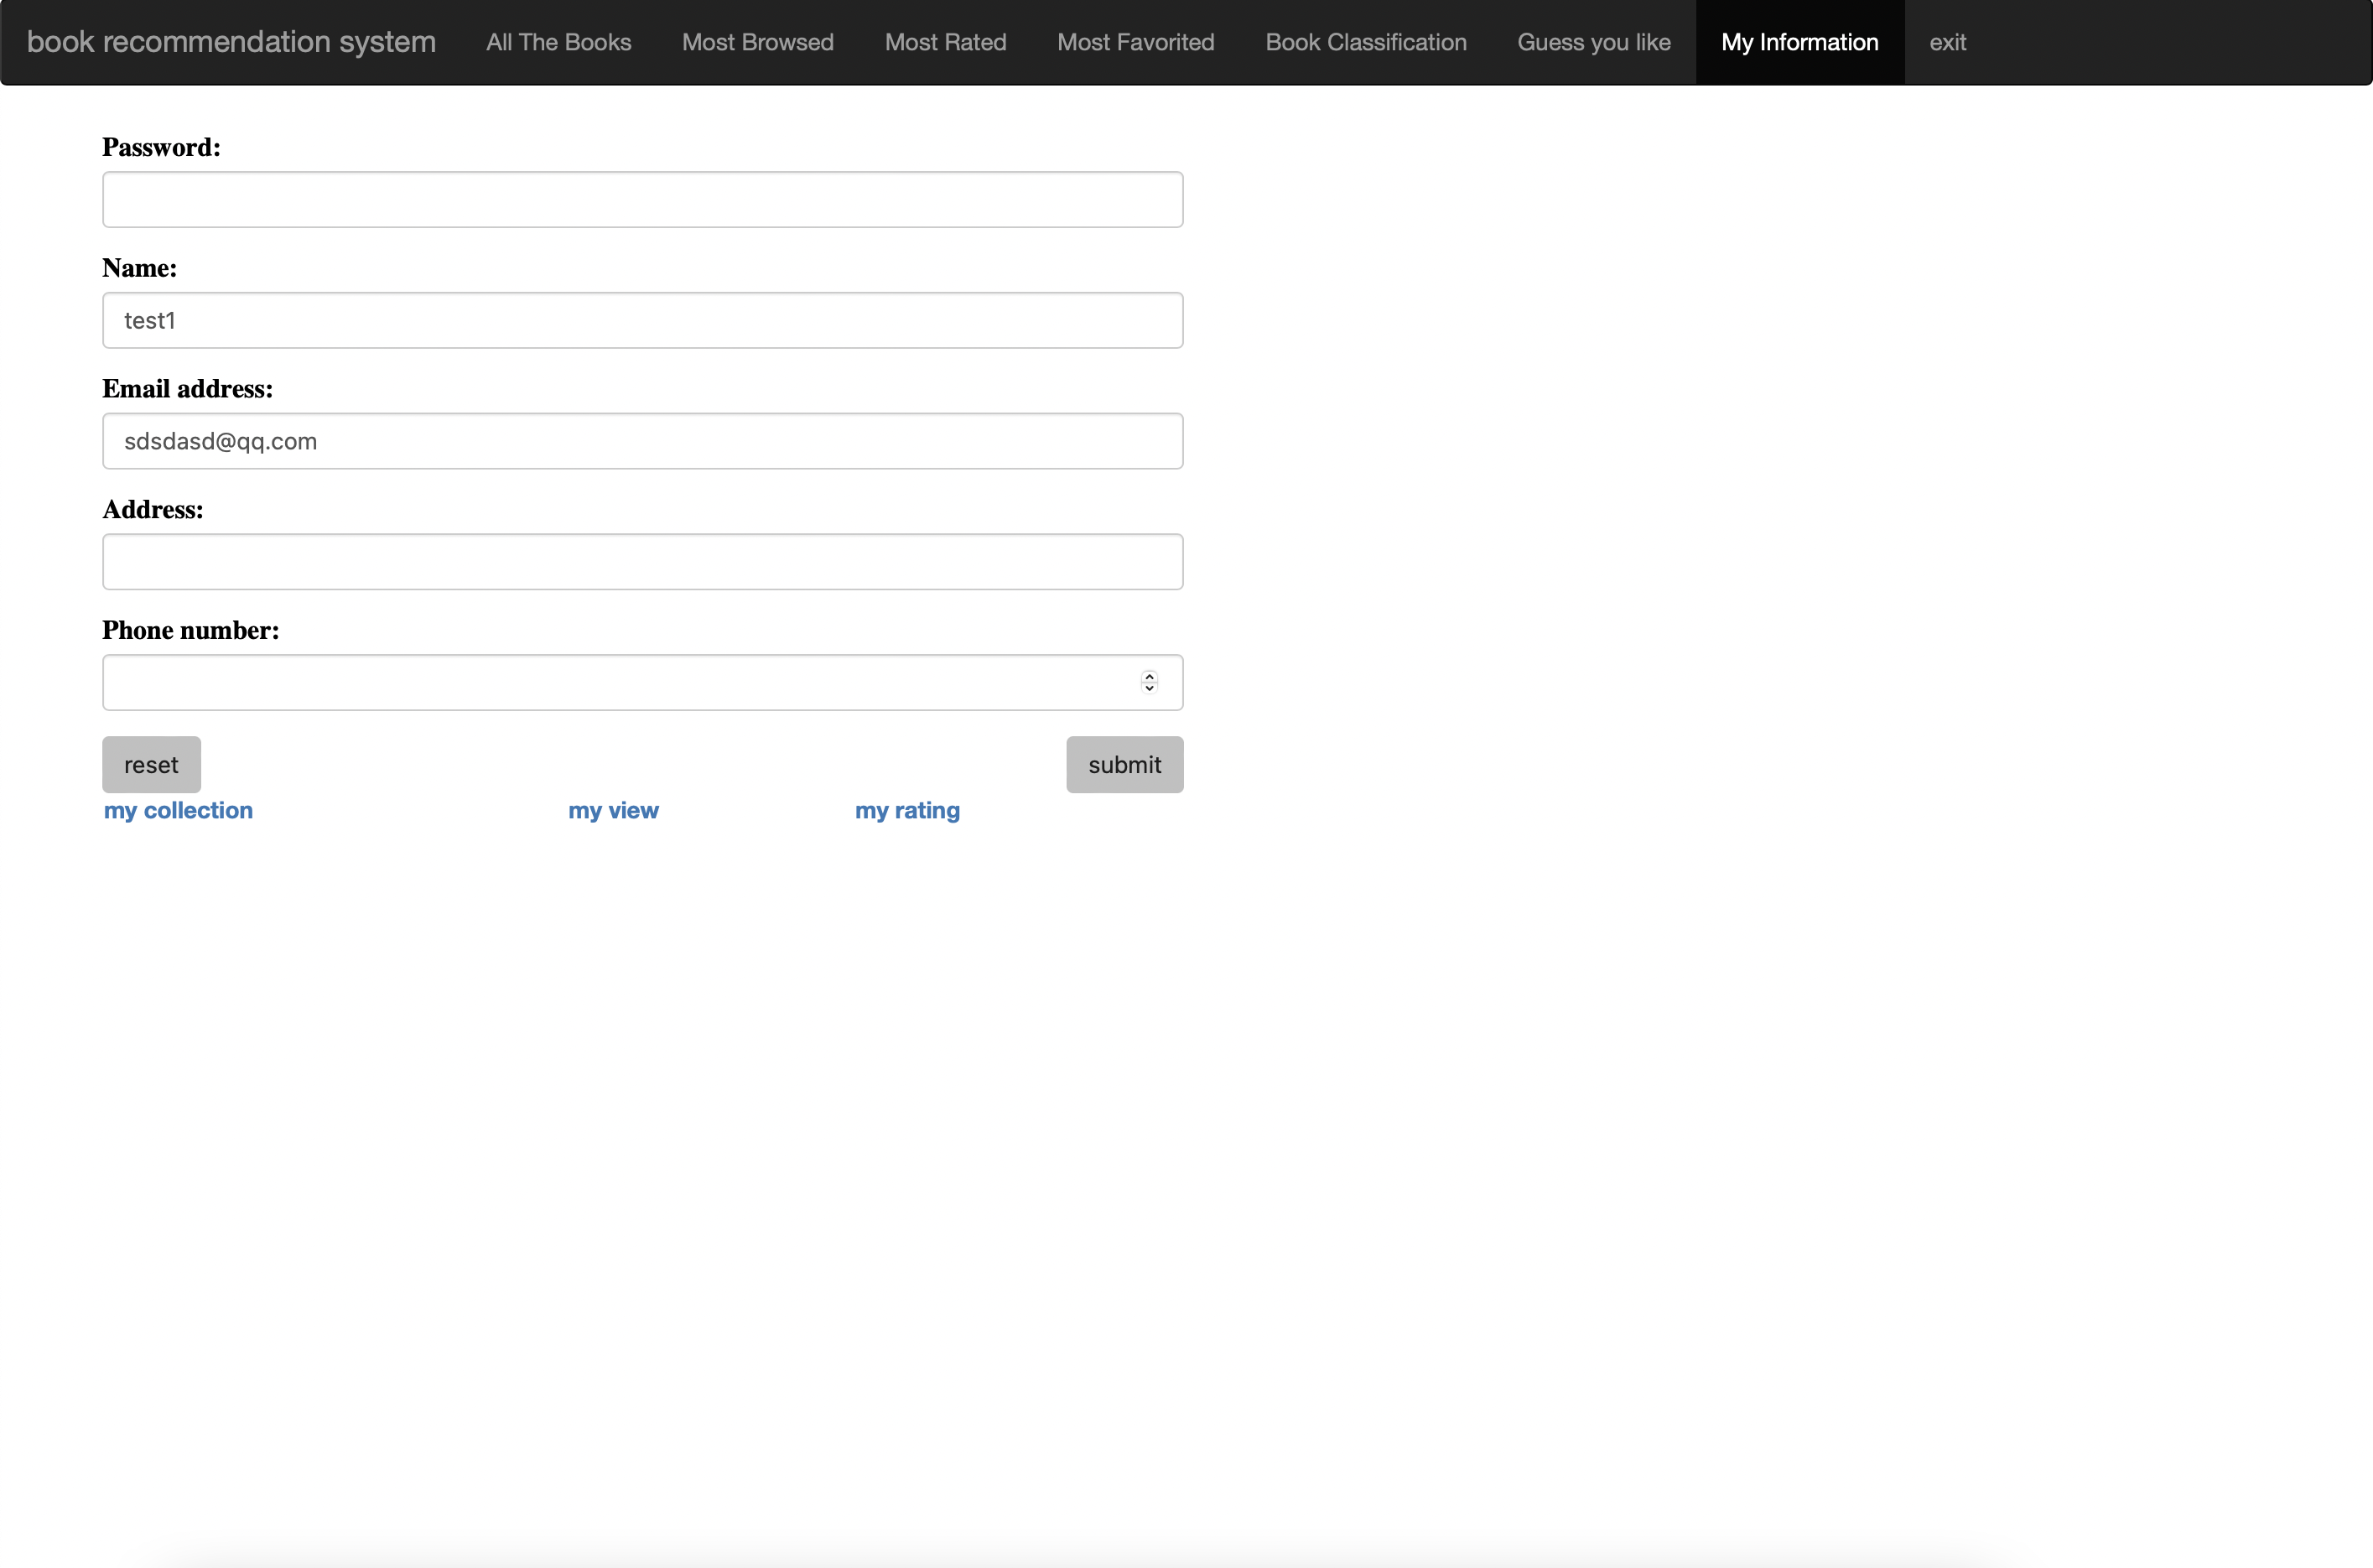 book recommendation system All The Books Most Browsed Most Rated Most Favorited Book Classification Guess you like My Information exit
Password:
Name:
test1
Email address:
sdsdasd@qq.com
Address:
Phone number:
reset submit
my collection my view my rating